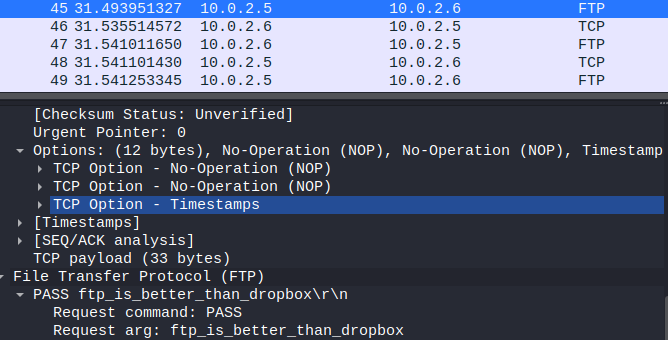 45 31.493951327 10.0.2.5 10.0.2.6 FTP
46 31.535514572 10.0.2.6 10.0.2.5 TCP
47 31.541011650 10.0.2.6 10.0.2.5 FTP
48 31.541101430 10.0.2.5 10.0.2.6 TCP
49 31.541253345 10.0.2.5 10.0.2.6 FTP
[Checksum Status: Unverified]
Urgent Pointer: 0
Options: (12 bytes), No-Operation (NOP), No-Operation (NOP), Timestamp
TCP Option - No-Operation (NOP)
TCP Option - No-Operation (NOP)
TCP Option - Timestamps
[Timestamps]
[SEQ/ACK analysis]
TCP payload (33 bytes)
File Transfer Protocol (FTP)
PASS ftp_is_better_than_dropbox\r\n
Request command: PASS
Request arg: ftp_is_better_than_dropbox